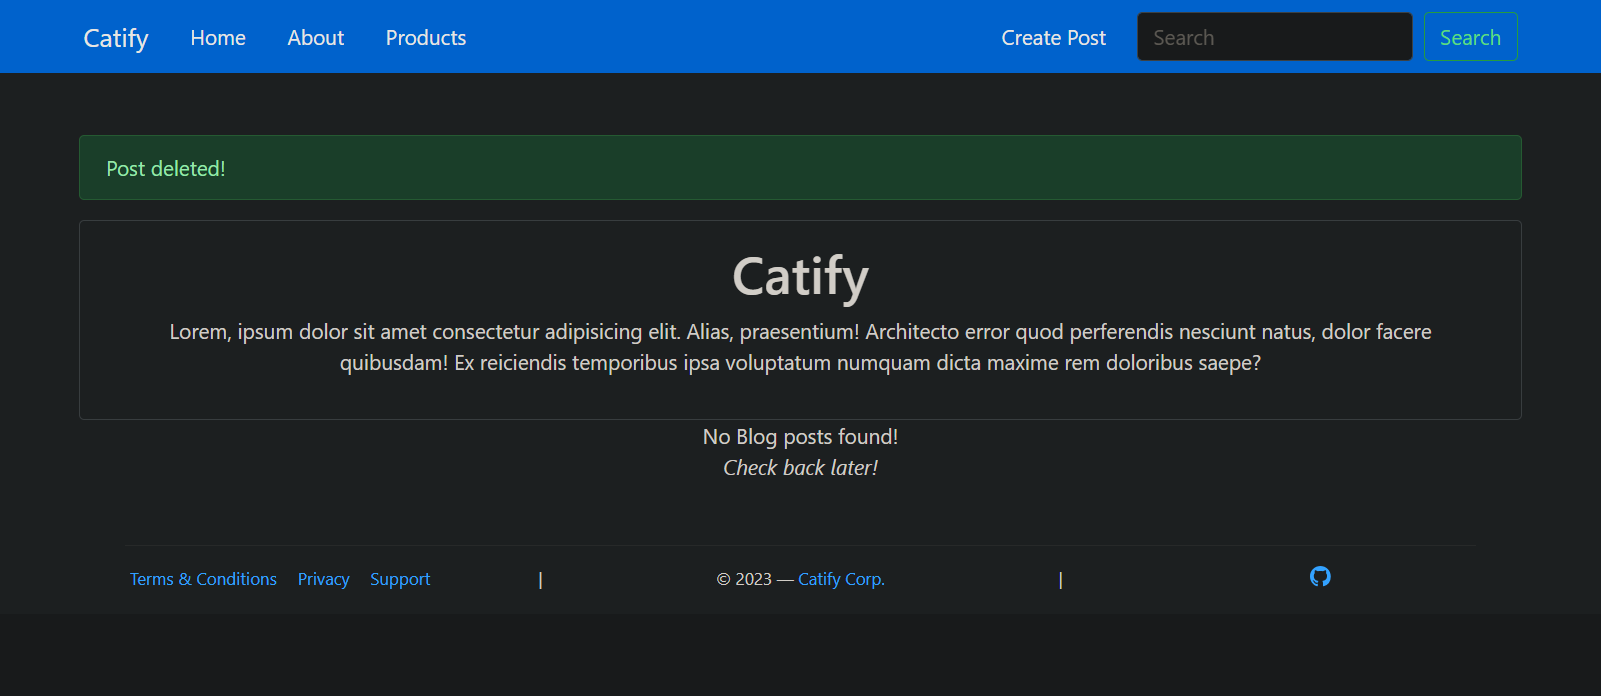 Catify Home About Products Create Post Search Search
Post deleted!
Catify
Lorem, ipsum dolor sit amet consectetur adipisicing elit. Alias, praesentium! Architecto error quod perferendis nesciunt natus, dolor facere
quibusdam! Ex reiciendis temporibus ipsa voluptatum numquam dicta maxime rem doloribus saepe?
No Blog posts found!
Check back later!
Terms & Conditions Privacy Support | © 2023 — Catify Corp. |